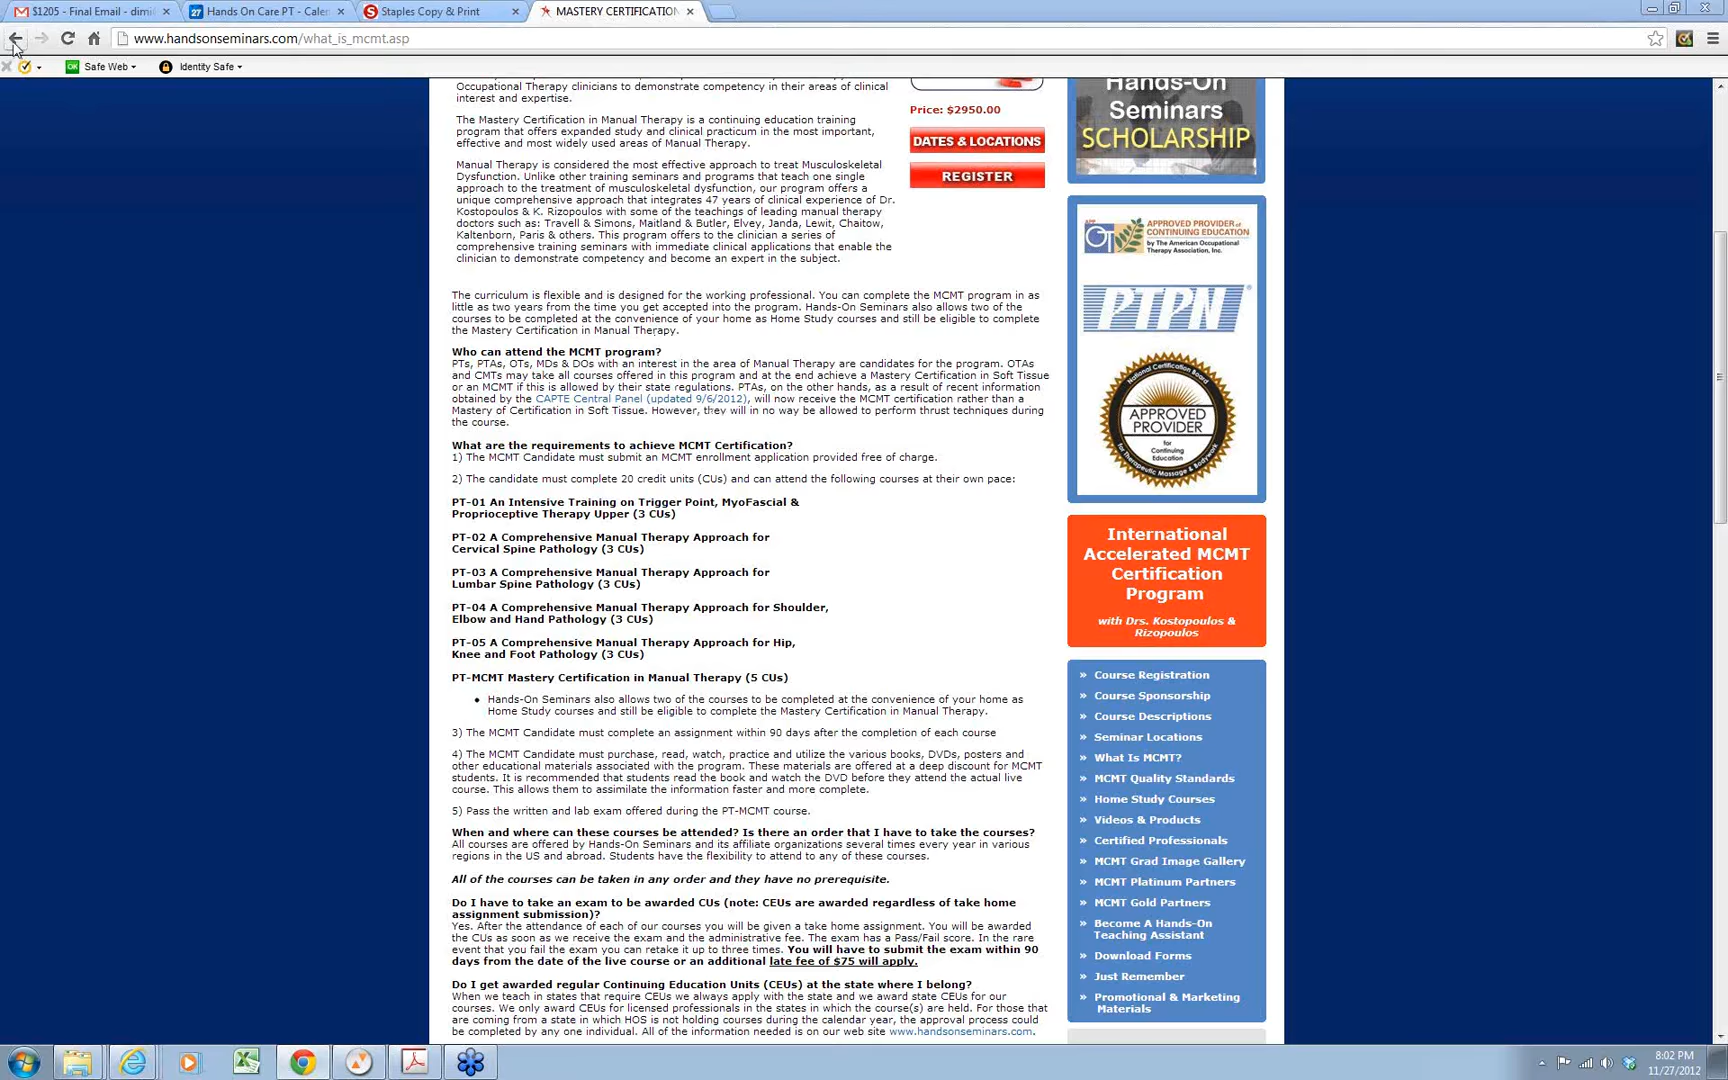 $1205 - Final Email - dimi
Hands On Care PT - Cale
Staples Copy & Print
MASTERY CERTIFICATION
www.handsonseminars.com/what_is_mcmt.asp
OK Safe Web
Identity Safe
Occupational Therapy clinicians to demonstrate competency in their areas of clinical
interest and expertise.
The Mastery Certification in Manual Therapy is a continuing education training
program that offers expanded study and clinical practicum in the most important,
effective and most widely used areas of Manual Therapy.
Manual Therapy is considered the most effective approach to treat Musculoskeletal
Dysfunction. Unlike other training seminars and programs that teach one single
approach to the treatment of musculoskeletal dysfunction, our program offers a
unique comprehensive approach that integrates 47 years of clinical experience of Dr.
Kostopoulos & K. Rizopoulos with some of the teachings of leading manual therapy
doctors such as: Travell & Simons, Maitland & Butler, Elvey, Janda, Lewit, Chaitow,
Kaltenborn, Paris & others. This program offers to the clinician a series of
comprehensive training seminars with immediate clinical applications that enable the
clinician to demonstrate competency and become an expert in the subject.
Price: $2950.00
DATES & LOCATIONS
REGISTER
The curriculum is flexible and is designed for the working professional. You can complete the MCMT program in as
little as two years from the time you get accepted into the program. Hands-On Seminars also allows two of the
courses to be completed at the convenience of your home as Home Study courses and still be eligible to complete
the Mastery Certification in Manual Therapy.
Who can attend the MCMT program?
PTs, PTAs, OTs, MDs & DOs with an interest in the area of Manual Therapy are candidates for the program. OTAs
and CMTs may take all courses offered in this program and at the end achieve a Mastery Certification in Soft Tissue
or an MCMT if this is allowed by their state regulations. PTAs, on the other hands, as a result of recent information
obtained by the CAPTE Central Panel (updated 9/6/2012), will now receive the MCMT certification rather than a
Mastery of Certification in Soft Tissue. However, they will in no way be allowed to perform thrust techniques during
the course.
What are the requirements to achieve MCMT Certification?
1) The MCMT Candidate must submit an MCMT enrollment application provided free of charge.
2) The candidate must complete 20 credit units (CUs) and can attend the following courses at their own pace:
PT-01 An Intensive Training on Trigger Point, MyoFascial &
Proprioceptive Therapy Upper (3 CUs)
PT-02 A Comprehensive Manual Therapy Approach for
Cervical Spine Pathology (3 CUs)
PT-03 A Comprehensive Manual Therapy Approach for
Lumbar Spine Pathology (3 CUs)
PT-04 A Comprehensive Manual Therapy Approach for Shoulder,
Elbow and Hand Pathology (3 CUs)
PT-05 A Comprehensive Manual Therapy Approach for Hip,
Knee and Foot Pathology (3 CUs)
PT-MCMT Mastery Certification in Manual Therapy (5 CUs)
• Hands-On Seminars also allows two of the courses to be completed at the convenience of your home as
Home Study courses and still be eligible to complete the Mastery Certification in Manual Therapy.
3) The MCMT Candidate must complete an assignment within 90 days after the completion of each course
4) The MCMT Candidate must purchase, read, watch, practice and utilize the various books, DVDs, posters and
other educational materials associated with the program. These materials are offered at a deep discount for MCMT
students. It is recommended that students read the book and watch the DVD before they attend the actual live
course. This allows them to assimilate the information faster and more complete.
5) Pass the written and lab exam offered during the PT-MCMT course.
When and where can these courses be attended? Is there an order that I have to take the courses?
All courses are offered by Hands-On Seminars and its affiliate organizations several times every year in various
regions in the US and abroad. Students have the flexibility to attend to any of these courses.
All of the courses can be taken in any order and they have no prerequisite.
Do I have to take an exam to be awarded CUs (note: CEUs are awarded regardless of take home
assignment submission)?
Yes. After the attendance of each of our courses you will be given a take home assignment. You will be awarded
the CUs as soon as we receive the exam and the administrative fee. The exam has a Pass/Fail score. In the rare
event that you fail the exam you can retake it up to three times. You will have to submit the exam within 90
days from the date of the live course or an additional late fee of $75 will apply.
Do I get awarded regular Continuing Education Units (CEUs) at the state where I belong?
When we teach in states that require CEUs we always apply with the state and we award state CEUs for our
courses. We only award CEUs for licensed professionals in the states in which the course(s) are held. For those that
are coming from a state in which HOS is not holding courses during the calendar year, the approval process could
be completed by any one individual. All of the information needed is on our web site www.handsonseminars.com.
Hands-On
Seminars
SCHOLARSHIP
APP
OT
APPROVED PROVIDER of
CONTINUING EDUCATION
by The American Occupational
Therapy Association, Inc.
PTPN
National Certification Board
APPROVED
PROVIDER
for
Continuing
Education
for Therapeutic Massage & Bodywork
International
Accelerated MCMT
Certification
Program
with Drs. Kostopoulos &
Rizopoulos
» Course Registration
» Course Sponsorship
» Course Descriptions
» Seminar Locations
» What Is MCMT?
» MCMT Quality Standards
» Home Study Courses
» Videos & Products
» Certified Professionals
» MCMT Grad Image Gallery
» MCMT Platinum Partners
» MCMT Gold Partners
» Become A Hands-On
Teaching Assistant
» Download Forms
» Just Remember
» Promotional & Marketing
Materials
8:02 PM
11/27/2012